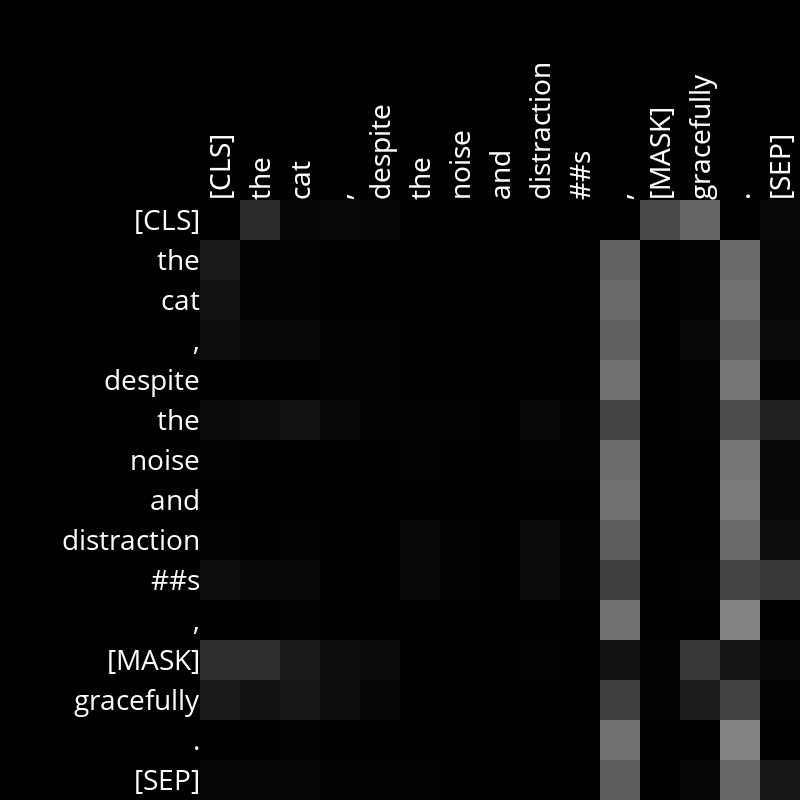 [CLS] the cat , despite the noise and distraction ##s , [MASK] gracefully . [SEP]
[CLS]
the
cat
,
despite
the
noise
and
distraction
##s
,
[MASK]
gracefully
.
[SEP]